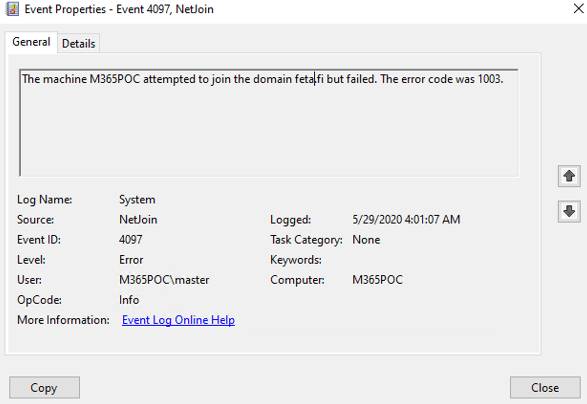 Event Properties - Event 4097, NetJoin
General Details
The machine M365POC attempted to join the domain feta.fi but failed. The error code was 1003.
Log Name: System
Source: NetJoin Logged: 5/29/2020 4:01:07 AM
Event ID: 4097 Task Category: None
Level: Error Keywords:
User: M365POC\master Computer: M365POC
OpCode: Info
More Information: Event Log Online Help
Copy Close